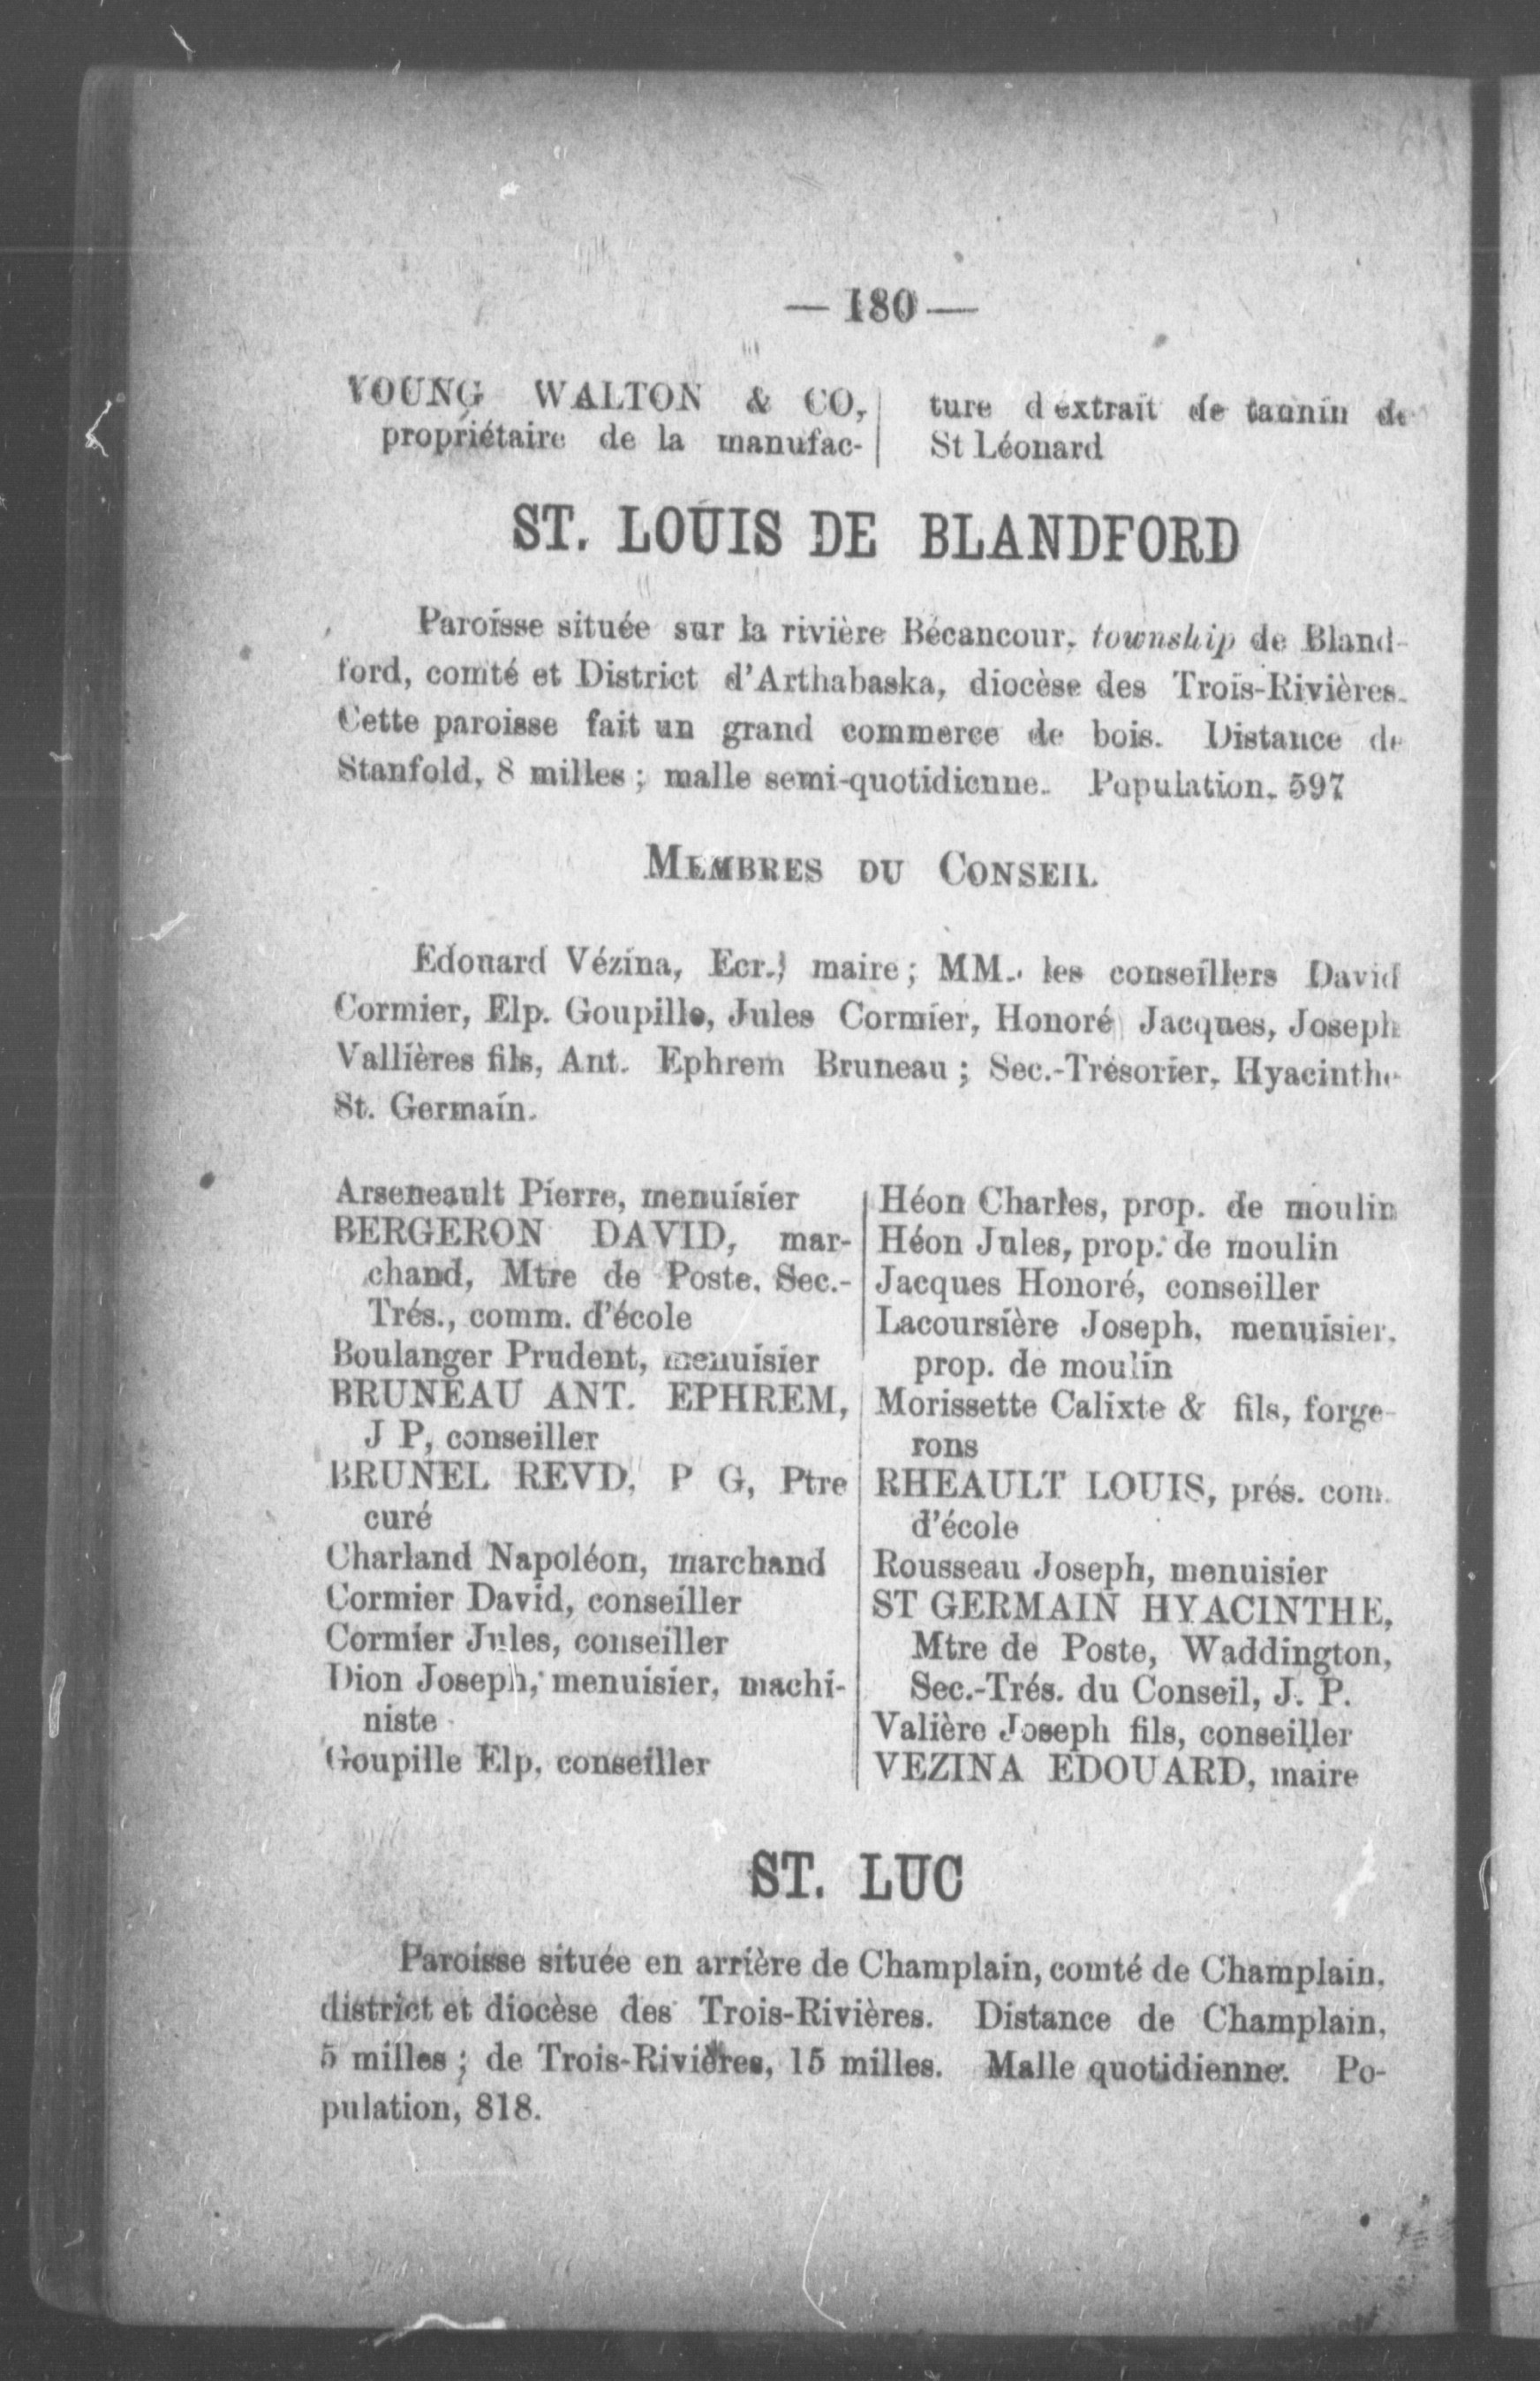 — 180 —
YOUNG WALTON & CO,
propriétaire de la manufac-
ture d'extrait de tannin de
St Léonard
ST. LOUIS DE BLANDFORD
Paroisse située sur la rivière Bécancour, township de Bland-
ford, comté et District d'Arthabaska, diocèse des Trois-Rivières.
Cette paroisse fait un grand commerce de bois. Distance de
Stanfold, 8 milles ; malle semi-quotidienne. Population, 597
MEMBRES DU CONSEIL
Edouard Vézina, Ecr., maire ; MM. les conseillers David
Cormier, Elp. Goupille, Jules Cormier, Honoré Jacques, Joseph
Vallières fils, Ant. Ephrem Bruneau ; Sec.-Trésorier, Hyacinthe
St. Germain.
Arseneault Pierre, menuisier
BERGERON DAVID, mar-
chand, Mtre de Poste, Sec.-
Trés., comm. d'école
Boulanger Prudent, menuisier
BRUNEAU ANT. EPHREM,
J P, conseiller
BRUNEL REVD, P G, Ptre
curé
Charland Napoléon, marchand
Cormier David, conseiller
Cormier Jules, conseiller
Dion Joseph, menuisier, machi-
niste
Goupille Elp, conseiller
Héon Charles, prop. de moulin
Héon Jules, prop. de moulin
Jacques Honoré, conseiller
Lacoursière Joseph, menuisier,
prop. de moulin
Morissette Calixte & fils, forge-
rons
RHEAULT LOUIS, prés. com.
d'école
Rousseau Joseph, menuisier
ST GERMAIN HYACINTHE,
Mtre de Poste, Waddington,
Sec.-Trés. du Conseil, J. P.
Valière Joseph fils, conseiller
VEZINA EDOUARD, maire
ST. LUC
Paroisse située en arrière de Champlain, comté de Champlain,
district et diocèse des Trois-Rivières. Distance de Champlain,
5 milles ; de Trois-Rivières, 15 milles. Malle quotidienne. Po-
pulation, 818.